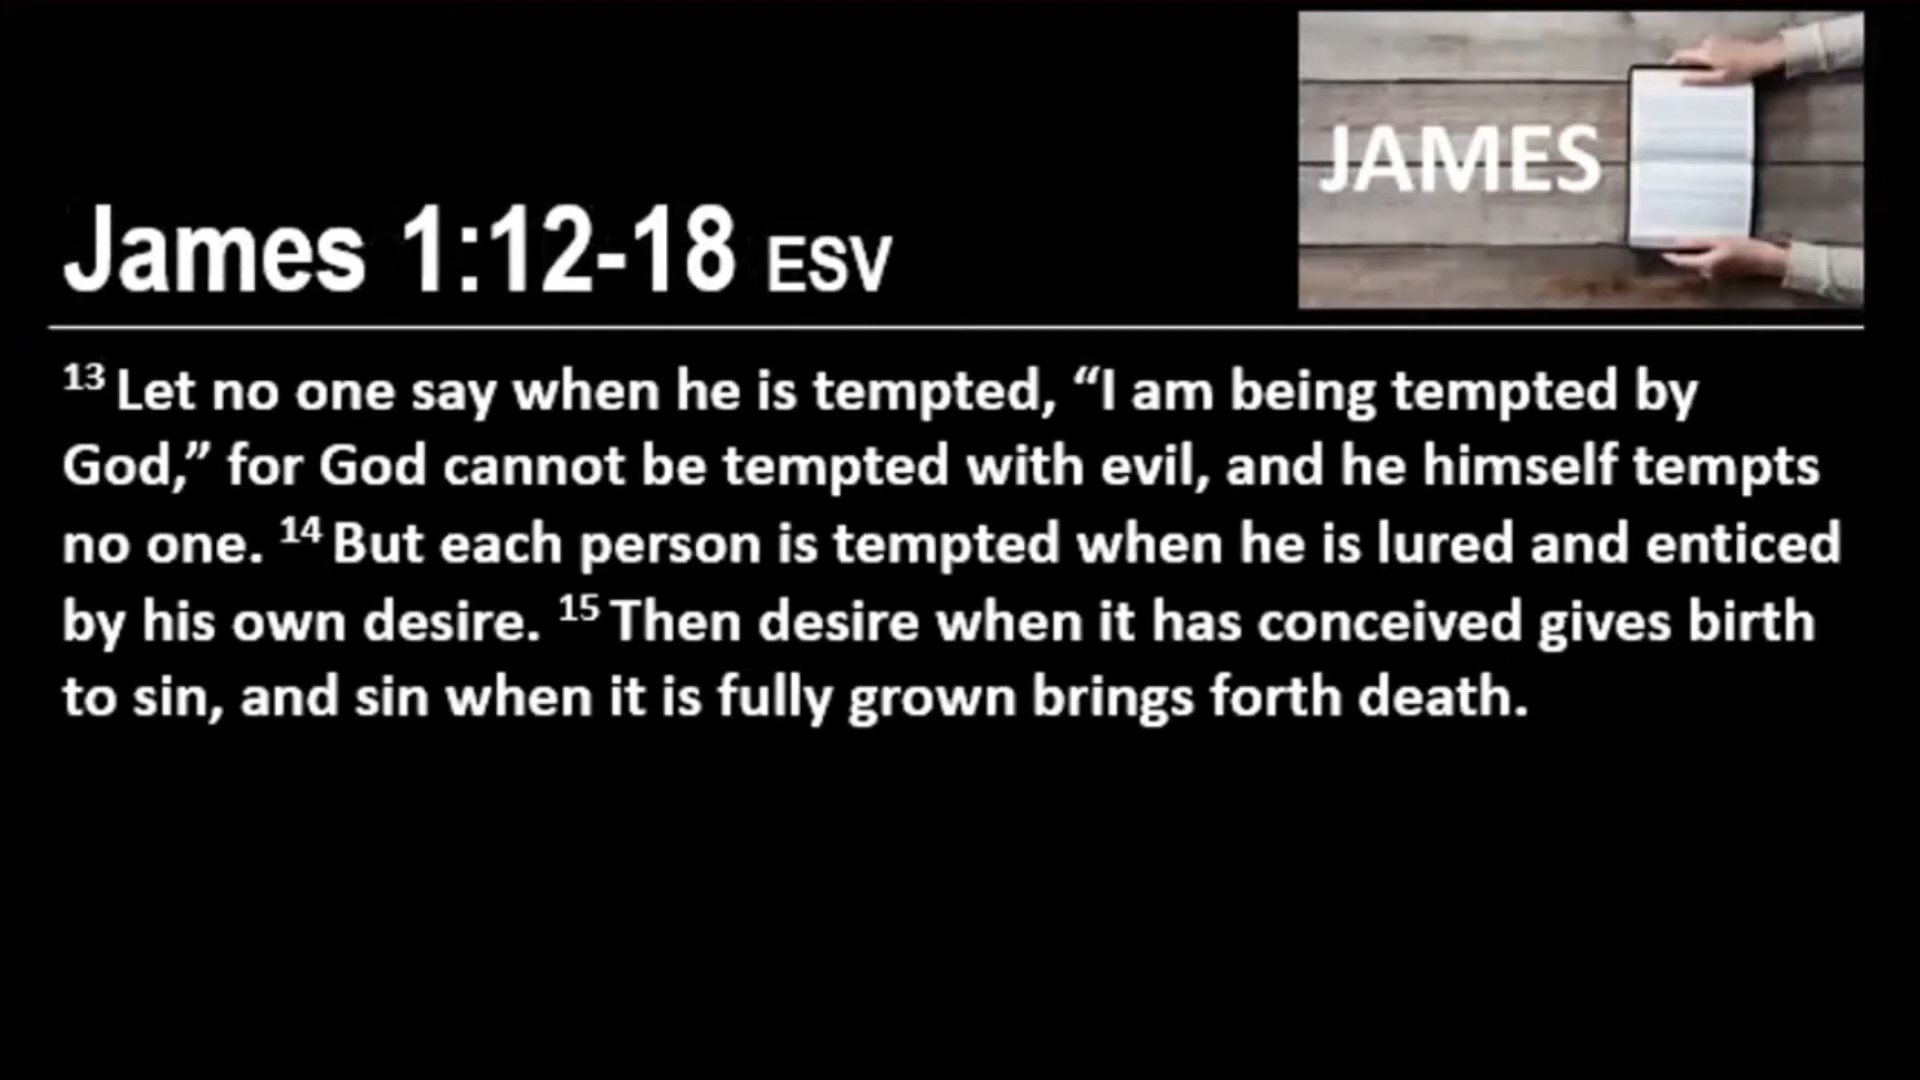 JAMES
James 1:12-18 ESV
13 Let no one say when he is tempted, “I am being tempted by
God,” for God cannot be tempted with evil, and he himself tempts
no one. 14 But each person is tempted when he is lured and enticed
by his own desire. 15 Then desire when it has conceived gives birth
to sin, and sin when it is fully grown brings forth death.